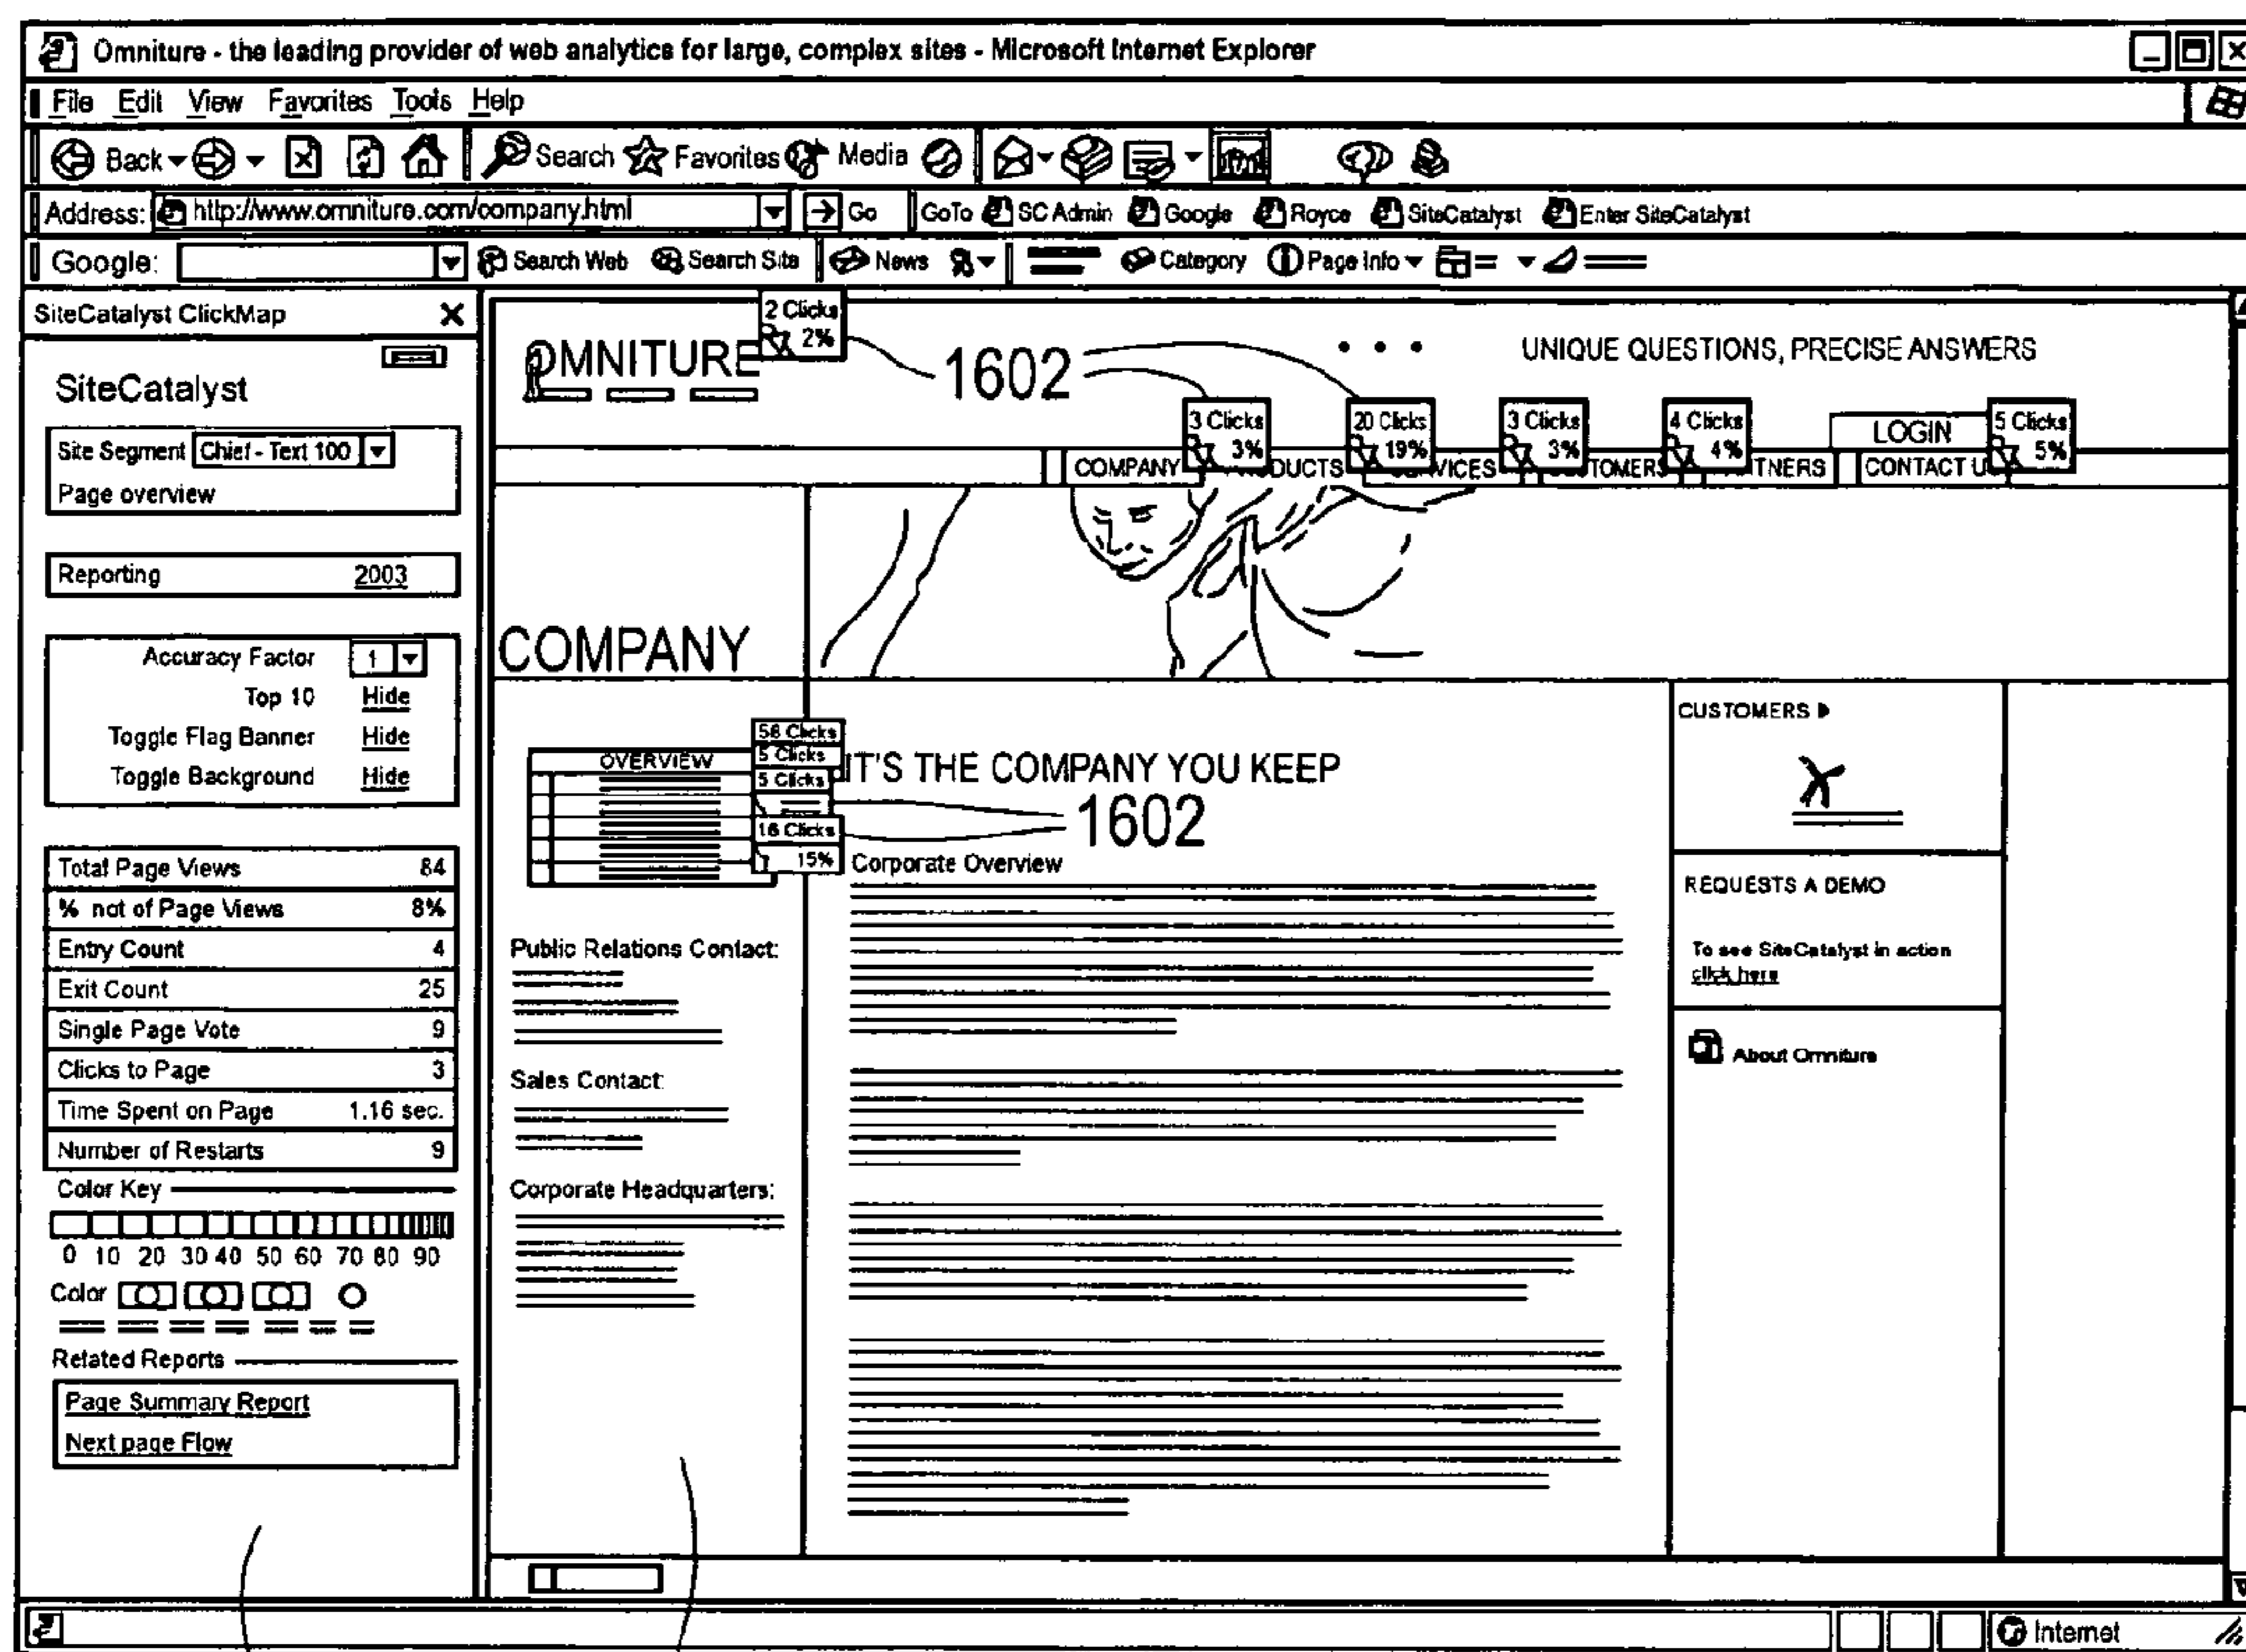 Omniture - the leading provider of web analytics for large, complex sites - Microsoft Internet Explorer
File Edit View Favorites Tools Help
Back Search Favorites Media
Address: http://www.omniture.com/company.html Go GoTo SC Admin Google Royce SiteCatalyst Enter SiteCatalyst
Google: Search Web Search Site News Category Page Info
SiteCatalyst ClickMap
SiteCatalyst
Site Segment Chief - Text 100
Page overview
Reporting 2003
Accuracy Factor 1
Top 10 Hide
Toggle Flag Banner Hide
Toggle Background Hide
Total Page Views 84
% not of Page Views 8%
Entry Count 4
Exit Count 25
Single Page Vote 9
Clicks to Page 3
Time Spent on Page 1.16 sec.
Number of Restarts 9
Color Key
0 10 20 30 40 50 60 70 80 90
Color
Related Reports
Page Summary Report
Next page Flow
2 Clicks
2%
OMNITURE
1602
UNIQUE QUESTIONS, PRECISE ANSWERS
3 Clicks 20 Clicks 3 Clicks 4 Clicks LOGIN 5 Clicks
3% 19% 3% 4% 5%
COMPANY DUCTS VICES TOMERS TNERS CONTACT U
COMPANY
58 Clicks
5 Clicks
5 Clicks
16 Clicks
15%
OVERVIEW
Public Relations Contact:
Sales Contact:
Corporate Headquarters:
IT'S THE COMPANY YOU KEEP
1602
Corporate Overview
CUSTOMERS
REQUESTS A DEMO
To see SiteCatalyst in action
click here
About Omniture
Internet